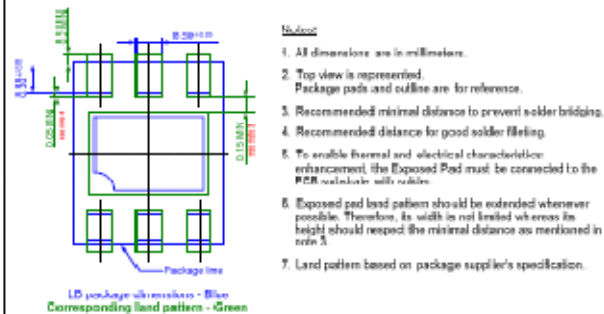 0.30
0.15 MIN
Package line
LD package dimensions - Blue
Corresponding land pattern - Green
Notes:
1. All dimensions are in millimeters.
2. Top view is represented.
Package pads and outline are for reference.
3. Recommended minimal distance to prevent solder bridging.
4. Recommended distance for good solder filleting.
5. To enable thermal and electrical characteristics
enhancement, the Exposed Pad must be connected to the
PCB
6. Exposed pad land pattern should be extended whenever
possible. Therefore, its width is not limited whereas its
height should respect the minimal distance as mentioned in
note 3
7. Land pattern based on package supplier's specification.